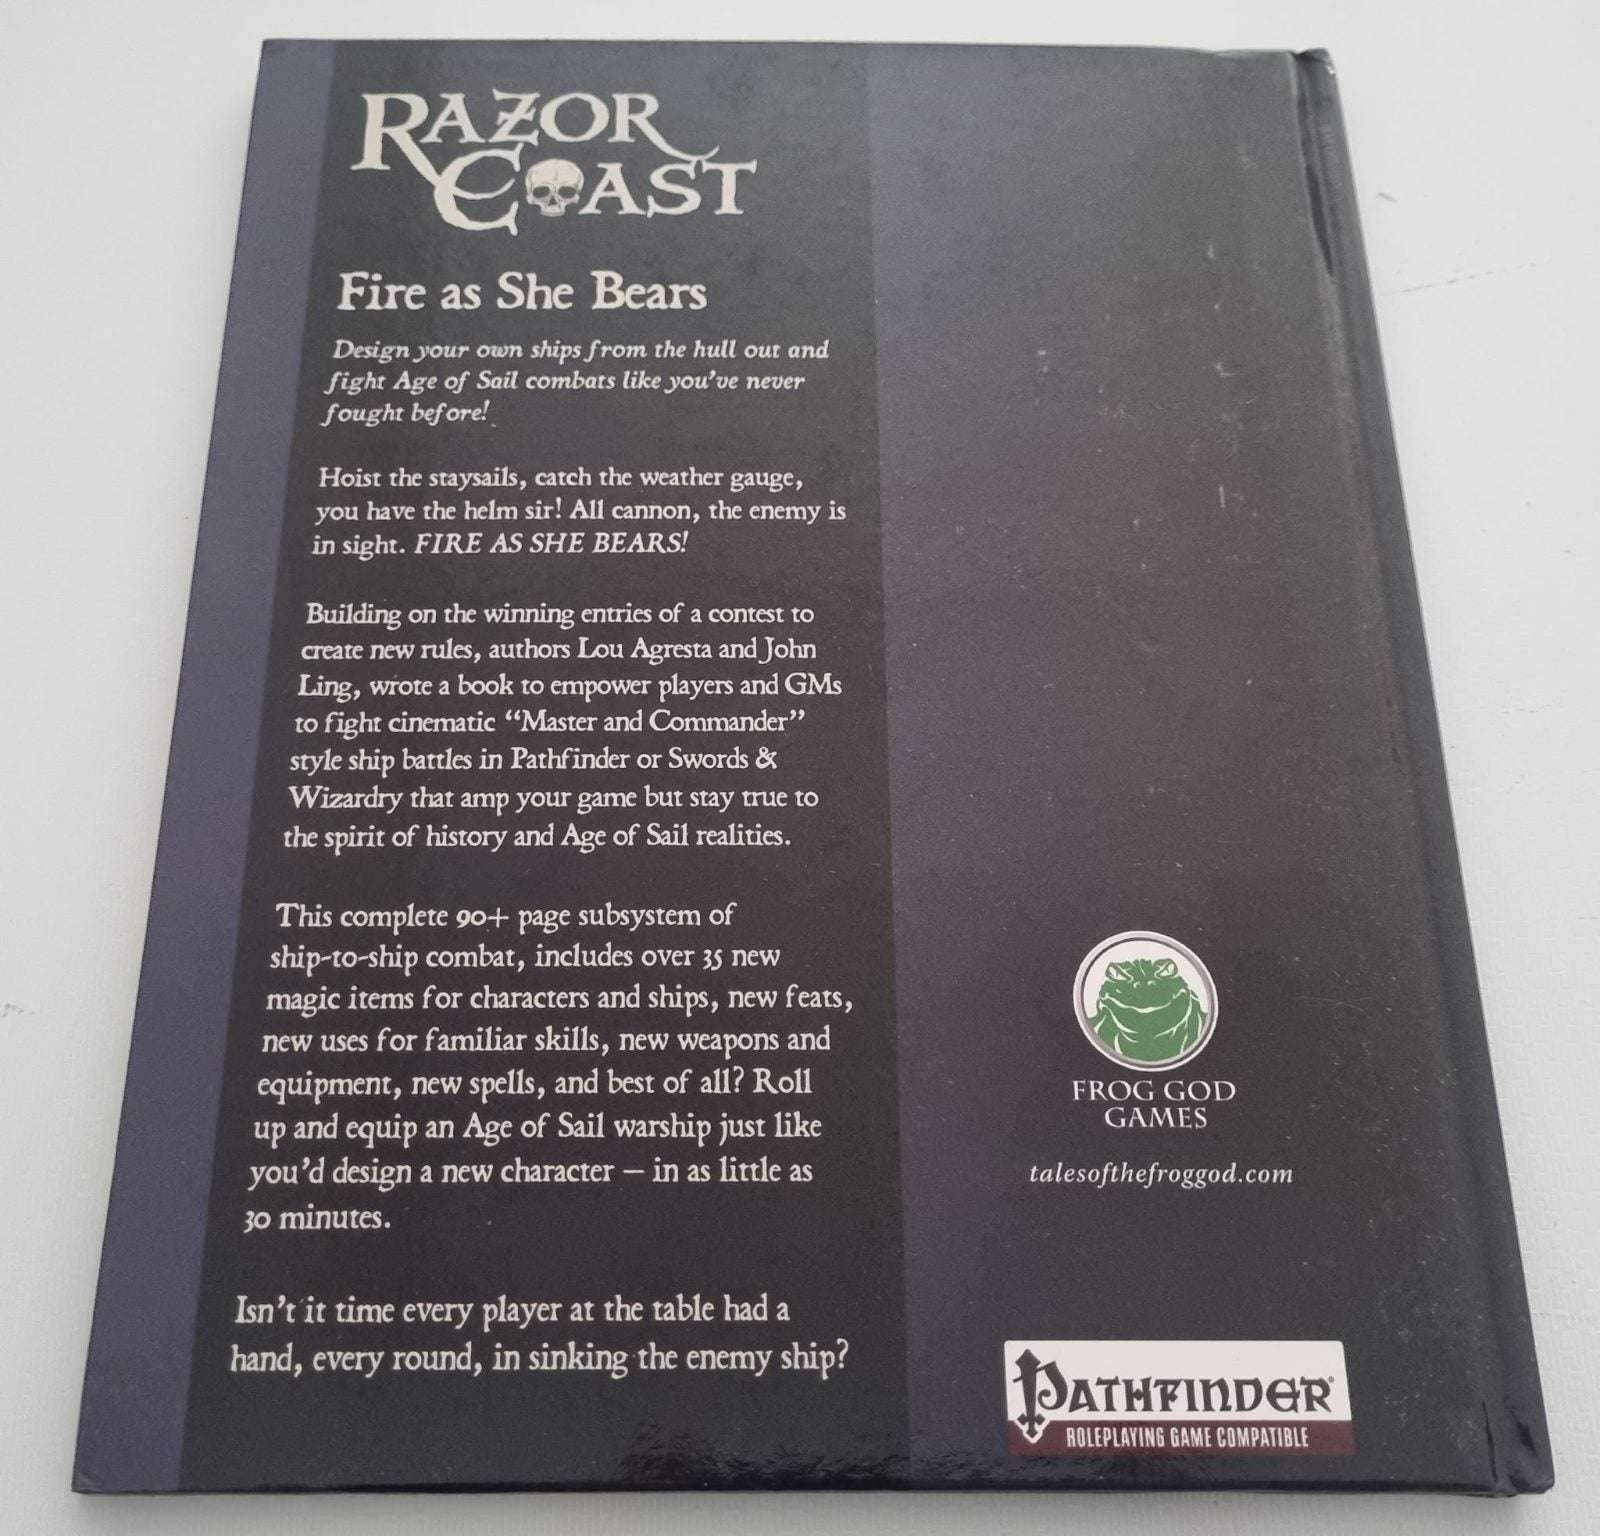 RAZOR
COAST
Fire as She Bears
Design your own ships from the hull out and
fight Age of Sail combats like you've never
fought before!
Hoist the staysails, catch the weather gauge,
you have the helm sir! All cannon, the enemy is
in sight. FIRE AS SHE BEARS!
Building on the winning entries of a contest to
create new rules, authors Lou Agresta and John
Ling, wrote a book to empower players and GMs
to fight cinematic “Master and Commander”
style ship battles in Pathfinder or Swords &
Wizardry that amp your game but stay true to
the spirit of history and Age of Sail realities.
This complete 90+ page subsystem of
ship-to-ship combat, includes over 35 new
magic items for characters and ships, new feats,
new uses for familiar skills, new weapons and
equipment, new spells, and best of all? Roll
up and equip an Age of Sail warship just like
you'd design a new character – in as little as
30 minutes.
Isn't it time every player at the table had a
hand, every round, in sinking the enemy ship?
FROG GOD
GAMES
talesofthefroggod.com
PATHFINDER®
ROLEPLAYING GAME COMPATIBLE